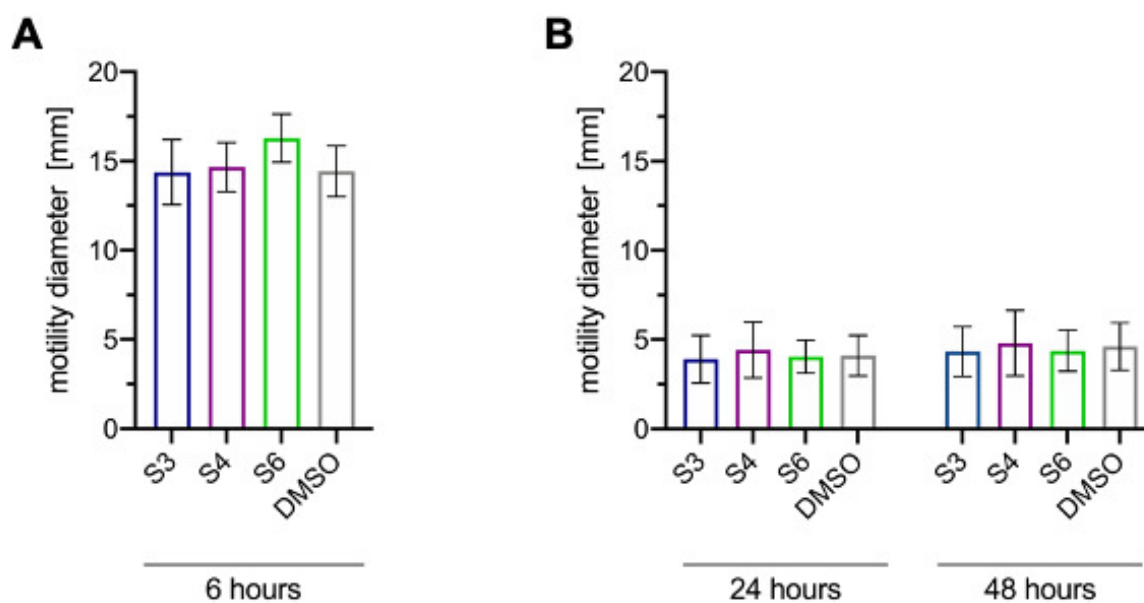 A
motility diameter [mm]
20
15
10
5
0
S3
S4
S6
DMSO
6 hours
B
motility diameter [mm]
20
15
10
5
0
S3
S4
S6
DMSO
S3
S4
S6
DMSO
24 hours
48 hours